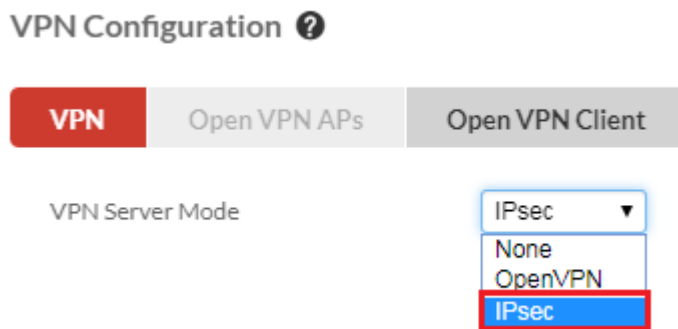 VPN Configuration ?
VPN Open VPN APs Open VPN Client
VPN Server Mode IPsec
None
OpenVPN
IPsec